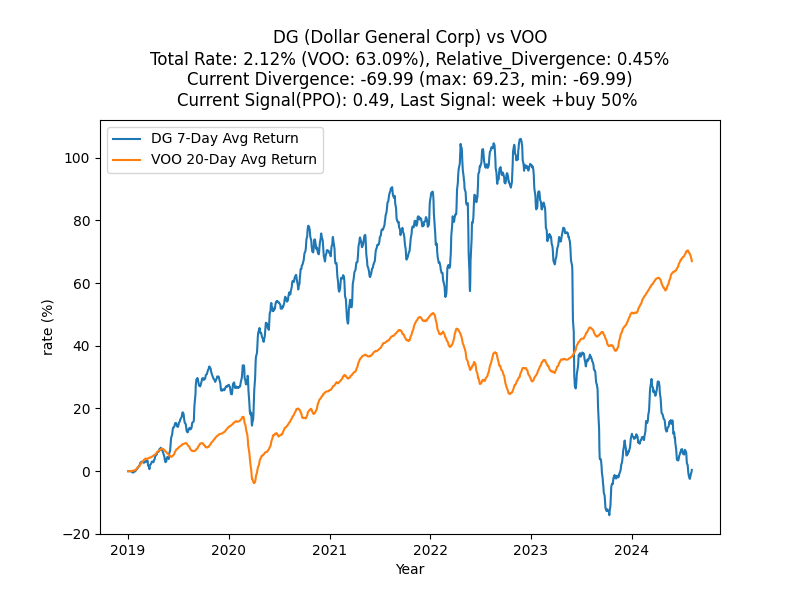 DG (Dollar General Corp) vs VOO
Total Rate: 2.12% (VOO: 63.09%), Relative_Divergence: 0.45%
Current Divergence: -69.99 (max: 69.23, min: -69.99)
Current Signal(PPO): 0.49, Last Signal: week +buy 50%
DG 7-Day Avg Return
VOO 20-Day Avg Return
rate (%)
100
80
60
40
20
0
−20
2019 2020 2021 2022 2023 2024
Year